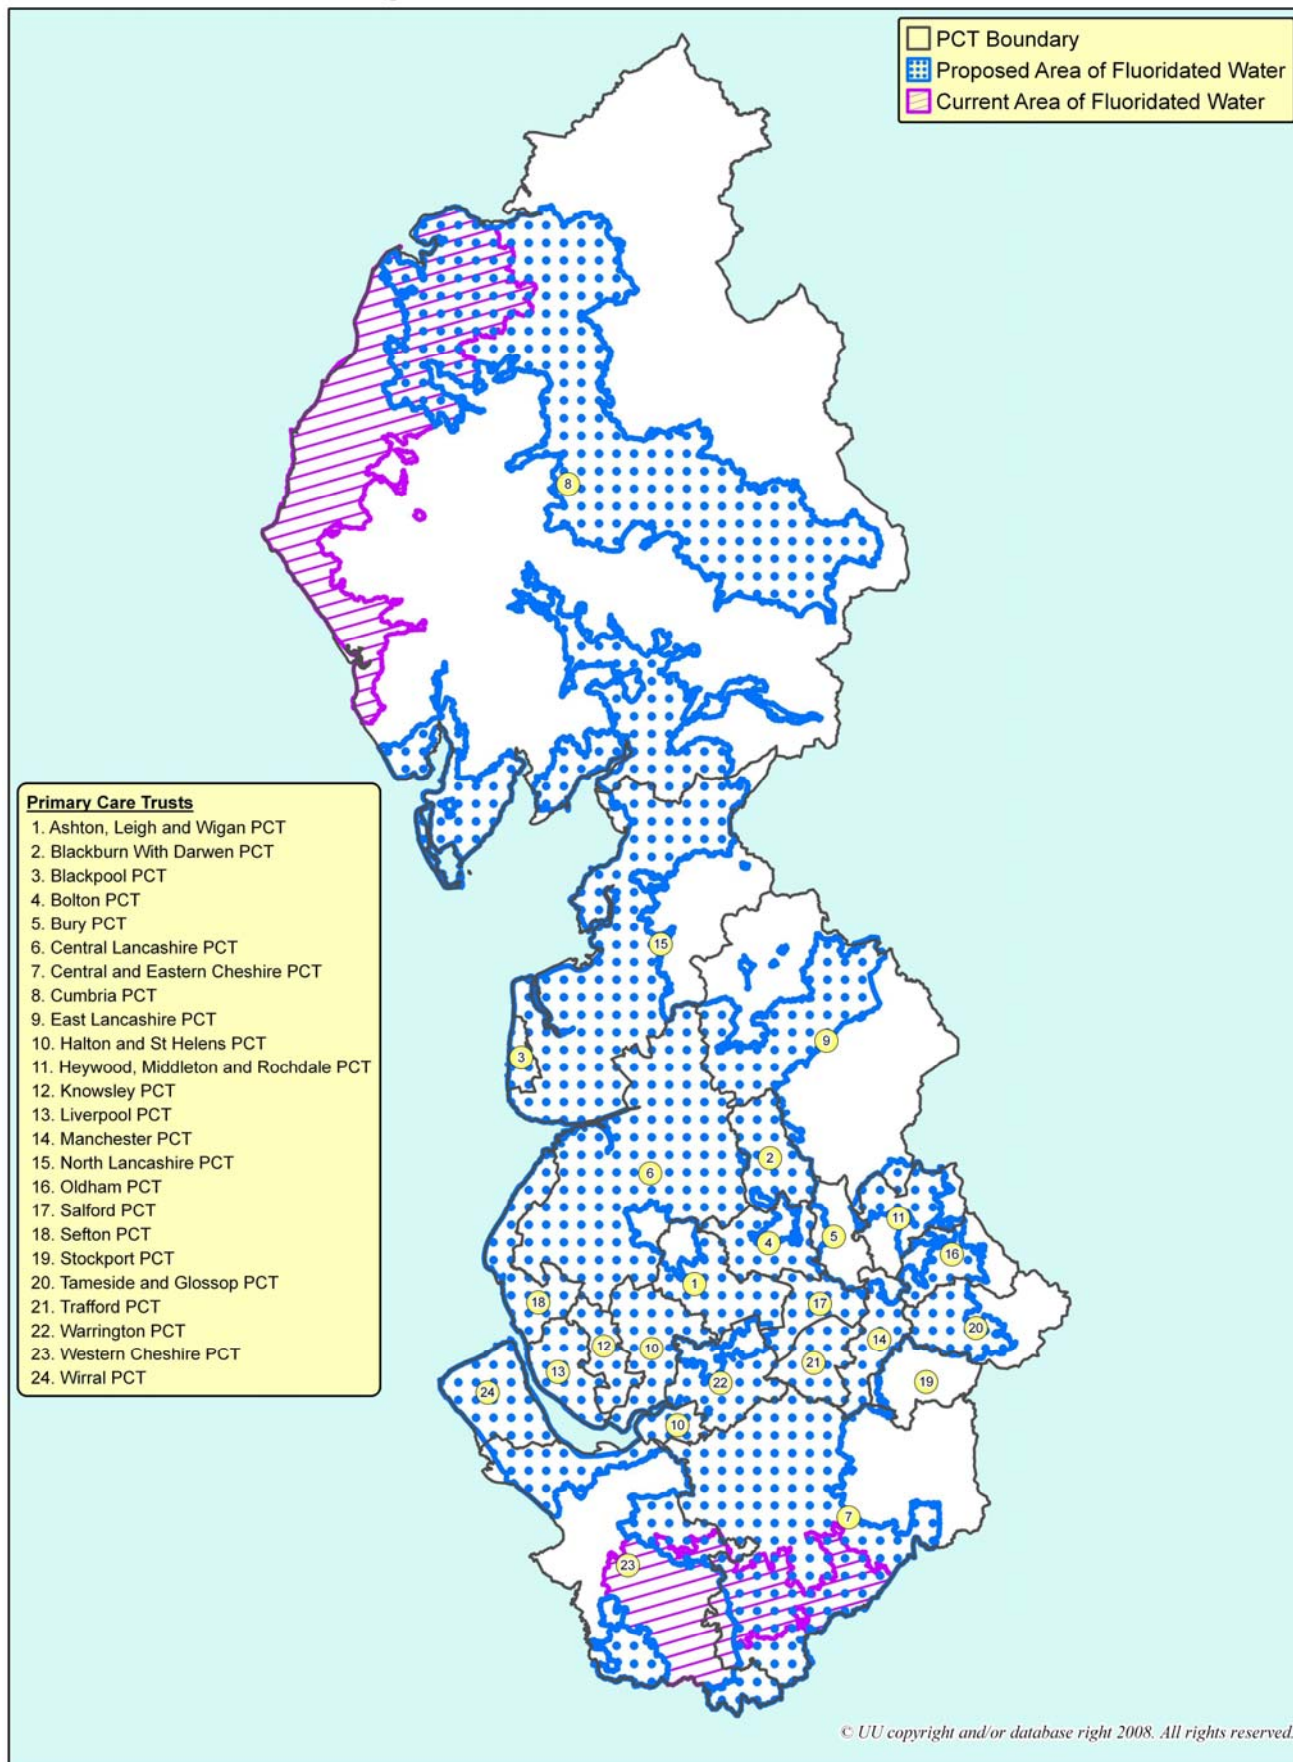 PCT Boundary
Proposed Area of Fluoridated Water
Current Area of Fluoridated Water
8
Primary Care Trusts
1. Ashton, Leigh and Wigan PCT
2. Blackburn With Darwen PCT
3. Blackpool PCT
4. Bolton PCT
5. Bury PCT
6. Central Lancashire PCT
7. Central and Eastern Cheshire PCT
8. Cumbria PCT
9. East Lancashire PCT
10. Halton and St Helens PCT
11. Heywood, Middleton and Rochdale PCT
12. Knowsley PCT
13. Liverpool PCT
14. Manchester PCT
15. North Lancashire PCT
16. Oldham PCT
17. Salford PCT
18. Sefton PCT
19. Stockport PCT
20. Tameside and Glossop PCT
21. Trafford PCT
22. Warrington PCT
23. Western Cheshire PCT
24. Wirral PCT
15
9
3
2
6
11
5
4
16
1
18
17
20
14
12
10
21
13
19
22
24
10
7
23
© UU copyright and/or database right 2008. All rights reserved.